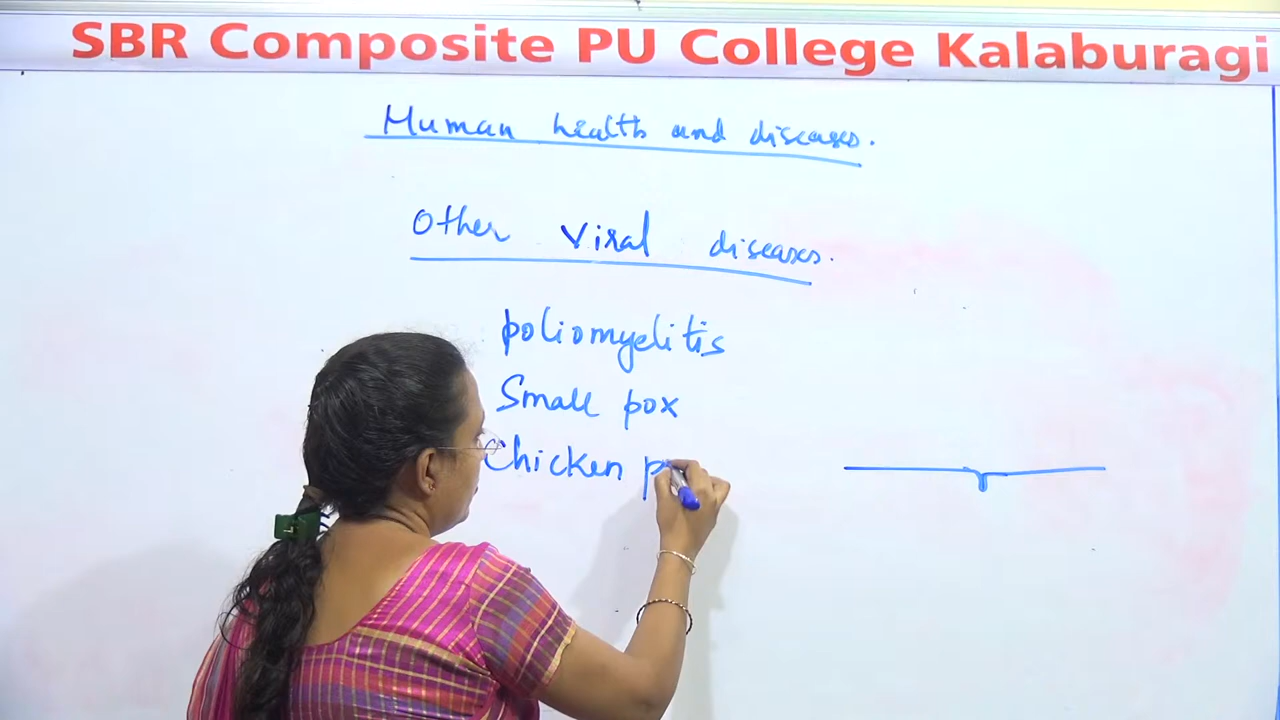 SBR Composite PU College Kalaburagi
Human health and diseases.
Other Viral diseases.
poliomyelitis
Small pox
Chicken p